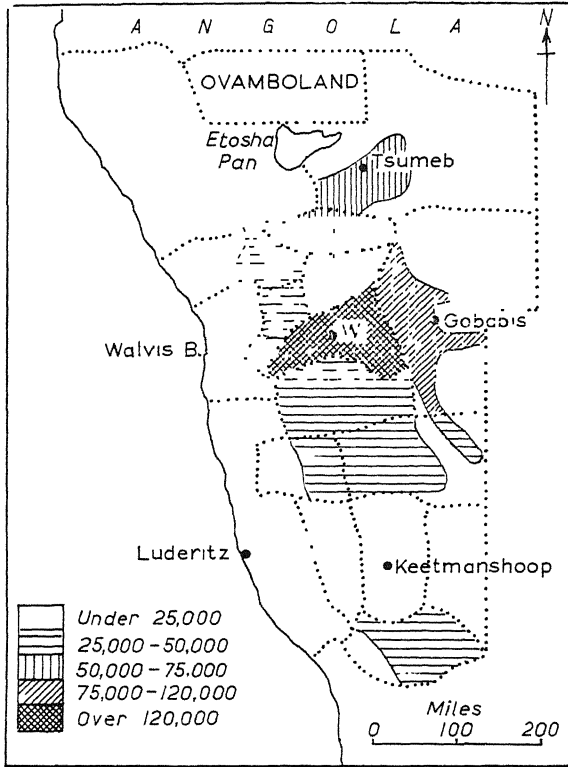 ANGOLA
N
OVAMBOLAND
Etosha
Pan
Tsumeb
W
Gobabis
Walvis B.
Luderitz
Keetmanshoop
Under 25,000
25,000-50,000
50,000-75.000
75,000-120,000
Over 120,000
Miles
0 100 200